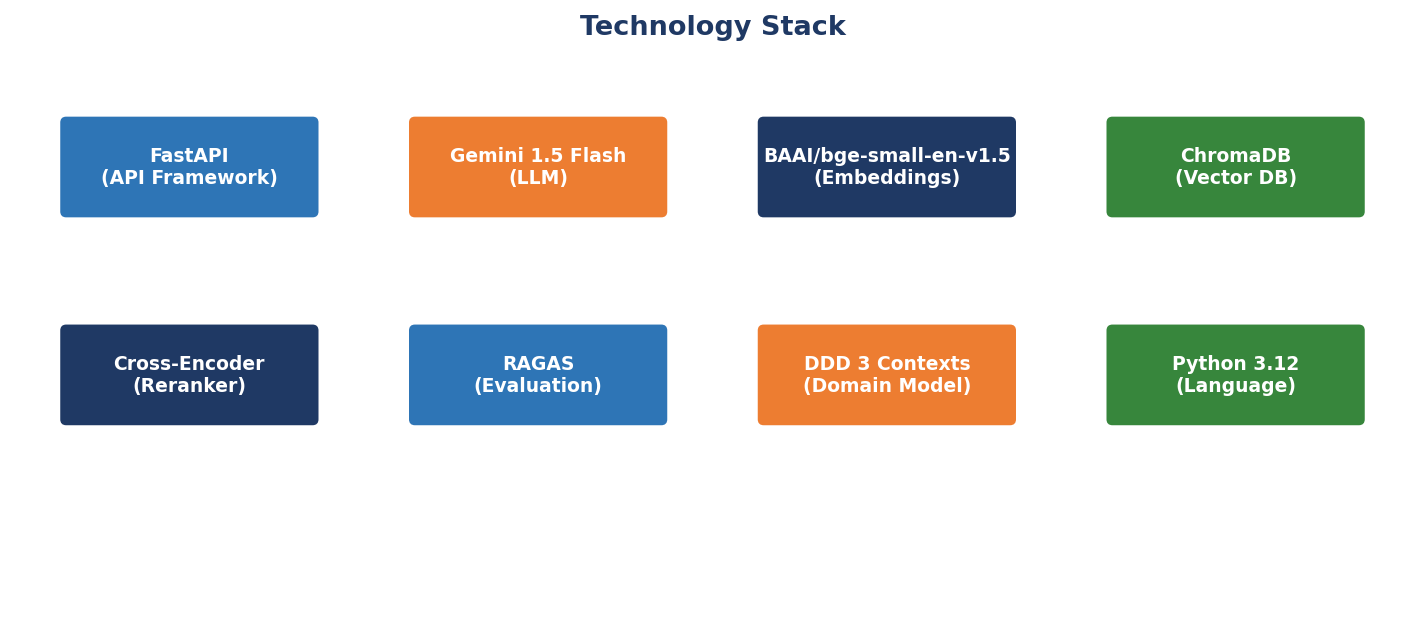 Technology Stack
FastAPI
(API Framework)
Gemini 1.5 Flash
(LLM)
BAAI/bge-small-en-v1.5
(Embeddings)
ChromaDB
(Vector DB)
Cross-Encoder
(Reranker)
RAGAS
(Evaluation)
DDD 3 Contexts
(Domain Model)
Python 3.12
(Language)